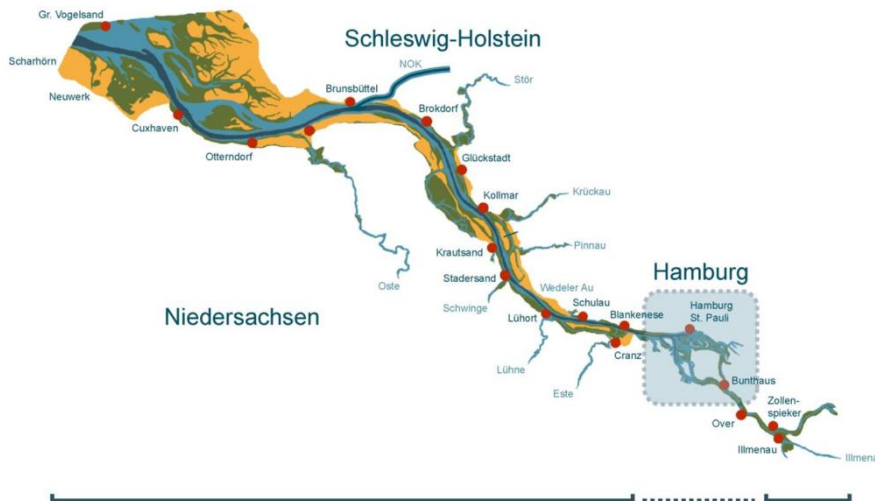 Gr. Vogelsand
Schleswig-Holstein
Scharhörn
NOK
Stör
Neuwerk
Brunsbüttel
Brokdorf
Cuxhaven
Otterndorf
Glückstadt
Kollmar
Krückau
Krautsand
Pinnau
Oste
Stadersand
Hamburg
Wedeler Au
Schwinge
Schulau
Hamburg
St. Pauli
Niedersachsen
Lühort
Blankenese
Cranz
Lühne
Bunthaus
Este
Zollen-
spieker
Over
Illmenau
Illmenau